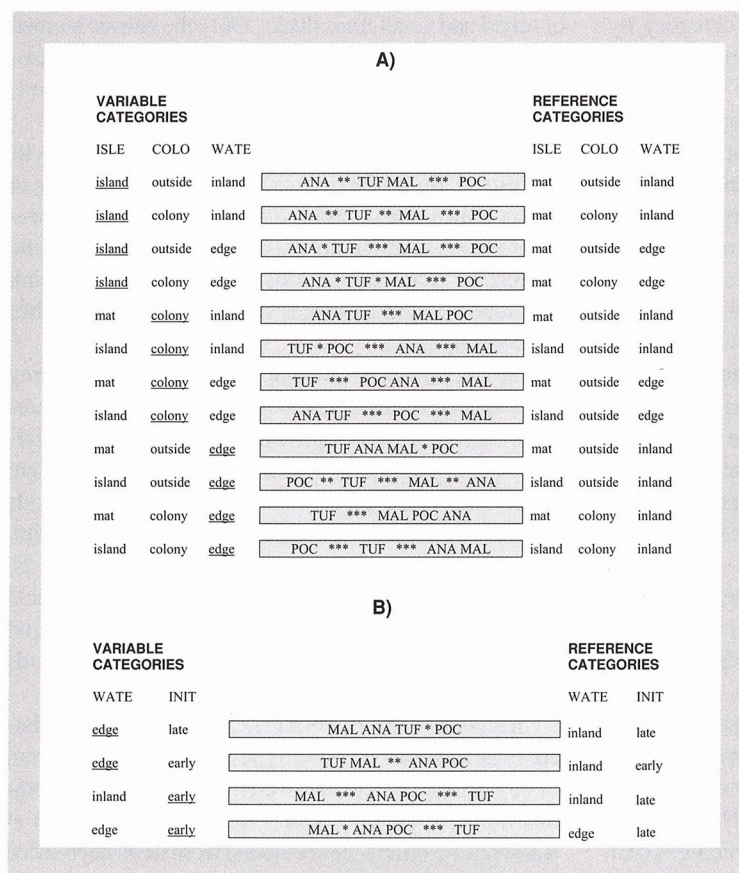 A)
VARIABLE CATEGORIES REFERENCE CATEGORIES
ISLE COLO WATE ISLE COLO WATE
island outside inland ANA ** TUF MAL *** POC mat outside inland
island colony inland ANA ** TUF ** MAL *** POC mat colony inland
island outside edge ANA * TUF *** MAL *** POC mat outside edge
island colony edge ANA * TUF * MAL *** POC mat colony edge
mat colony inland ANA TUF *** MAL POC mat outside inland
island colony inland TUF * POC *** ANA *** MAL island outside inland
mat colony edge TUF *** POC ANA *** MAL mat outside edge
island colony edge ANA TUF *** POC *** MAL island outside edge
mat outside edge TUF ANA MAL * POC mat outside inland
island outside edge POC ** TUF *** MAL ** ANA island outside inland
mat colony edge TUF *** MAL POC ANA mat colony inland
island colony edge POC *** TUF *** ANA MAL island colony inland
B)
VARIABLE CATEGORIES REFERENCE CATEGORIES
WATE INIT WATE INIT
edge late MAL ANA TUF * POC inland late
edge early TUF MAL ** ANA POC inland early
inland early MAL *** ANA POC *** TUF inland late
edge early MAL * ANA POC *** TUF edge late